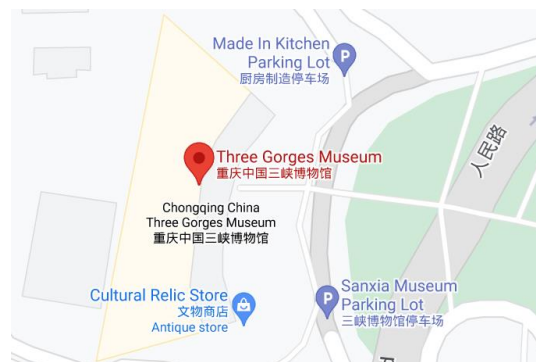 Made In Kitchen
Parking Lot
厨房制造停车场
P
Three Gorges Museum
重庆中国三峡博物馆
人民路
Chongqing China
Three Gorges Museum
重庆中国三峡博物馆
Sanxia Museum
Parking Lot
三峡博物馆停车场
P
Cultural Relic Store
文物商店
Antique store